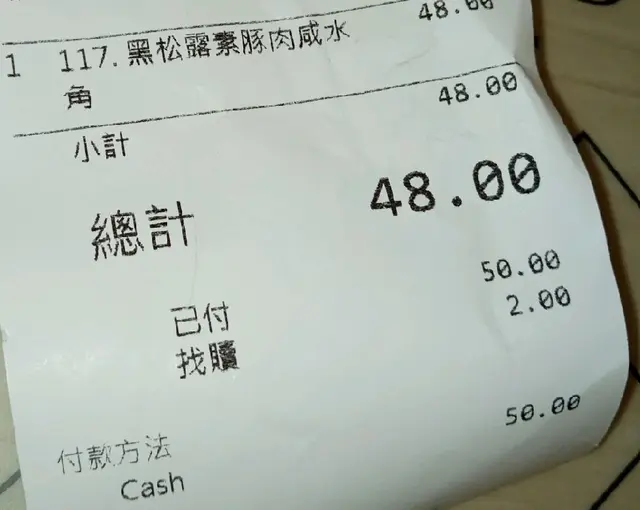 1 117. 黑松露素豚肉咸水角 48.00
小計 48.00
總計 48.00
已付 50.00
找贖 2.00
付款方法
Cash 50.00